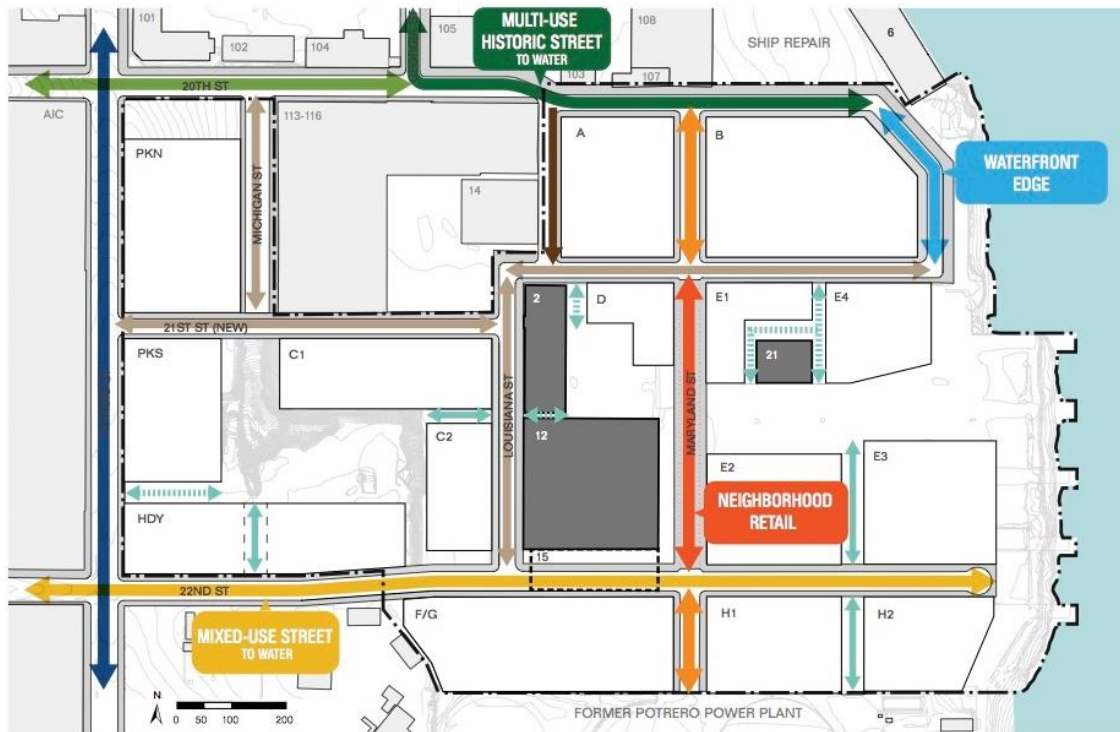 101
102
104
105
MULTI-USE
HISTORIC STREET
TO WATER
108
103
107
SHIP REPAIR
6
20TH ST
AIC
PKN
MICHIGAN ST
113-116
14
A
B
WATERFRONT
EDGE
21ST ST (NEW)
2
D
E1
E4
21
PKS
C1
LOUISIANA ST
MARYLAND ST
C2
12
E2
E3
NEIGHBORHOOD
RETAIL
HDY
15
22ND ST
MIXED-USE STREET
TO WATER
F/G
H1
H2
N
0 50 100 200
FORMER POTRERO POWER PLANT